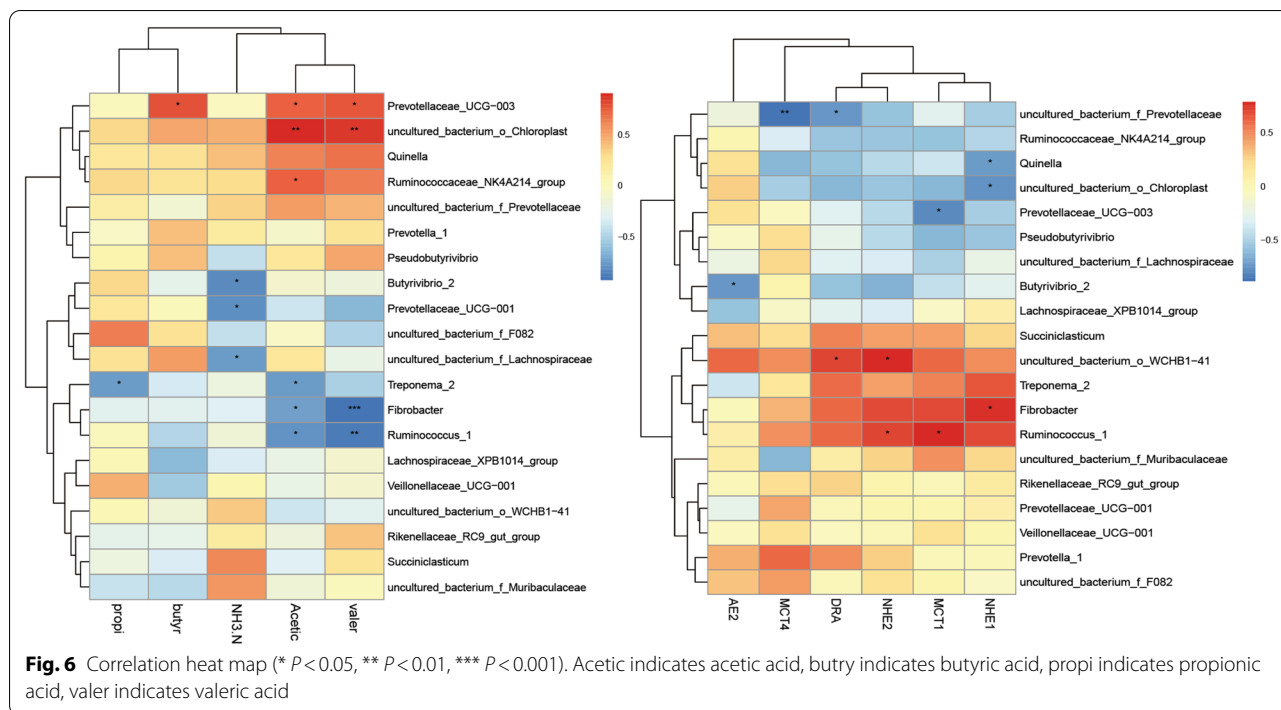 Prevotellaceae_UCG−003
uncultured_bacterium_o_Chloroplast
Quinella
Ruminococcaceae_NK4A214_group
uncultured_bacterium_f_Prevotellaceae
Prevotella_1
Pseudobutyrivibrio
Butyrivibrio_2
Prevotellaceae_UCG−001
uncultured_bacterium_f_F082
uncultured_bacterium_f_Lachnospiraceae
Treponema_2
Fibrobacter
Ruminococcus_1
Lachnospiraceae_XPB1014_group
Veillonellaceae_UCG−001
uncultured_bacterium_o_WCHB1−41
Rikenellaceae_RC9_gut_group
Succiniclasticum
uncultured_bacterium_f_Muribaculaceae
* * *
** **
*
*
*
*
* *
* ***
* **
propi
butyr
NH3.N
Acetic
valer
0.5
0
−0.5
uncultured_bacterium_f_Prevotellaceae
Ruminococcaceae_NK4A214_group
Quinella
uncultured_bacterium_o_Chloroplast
Prevotellaceae_UCG−003
Pseudobutyrivibrio
uncultured_bacterium_f_Lachnospiraceae
Butyrivibrio_2
Lachnospiraceae_XPB1014_group
Succiniclasticum
uncultured_bacterium_o_WCHB1−41
Treponema_2
Fibrobacter
Ruminococcus_1
uncultured_bacterium_f_Muribaculaceae
Rikenellaceae_RC9_gut_group
Prevotellaceae_UCG−001
Veillonellaceae_UCG−001
Prevotella_1
uncultured_bacterium_f_F082
** *
*
*
*
*
* *
*
* *
AE2
MCT4
DRA
NHE2
MCT1
NHE1
0.5
0
−0.5
Fig. 6 Correlation heat map (* P < 0.05, ** P < 0.01, *** P < 0.001). Acetic indicates acetic acid, butry indicates butyric acid, propi indicates propionic
acid, valer indicates valeric acid